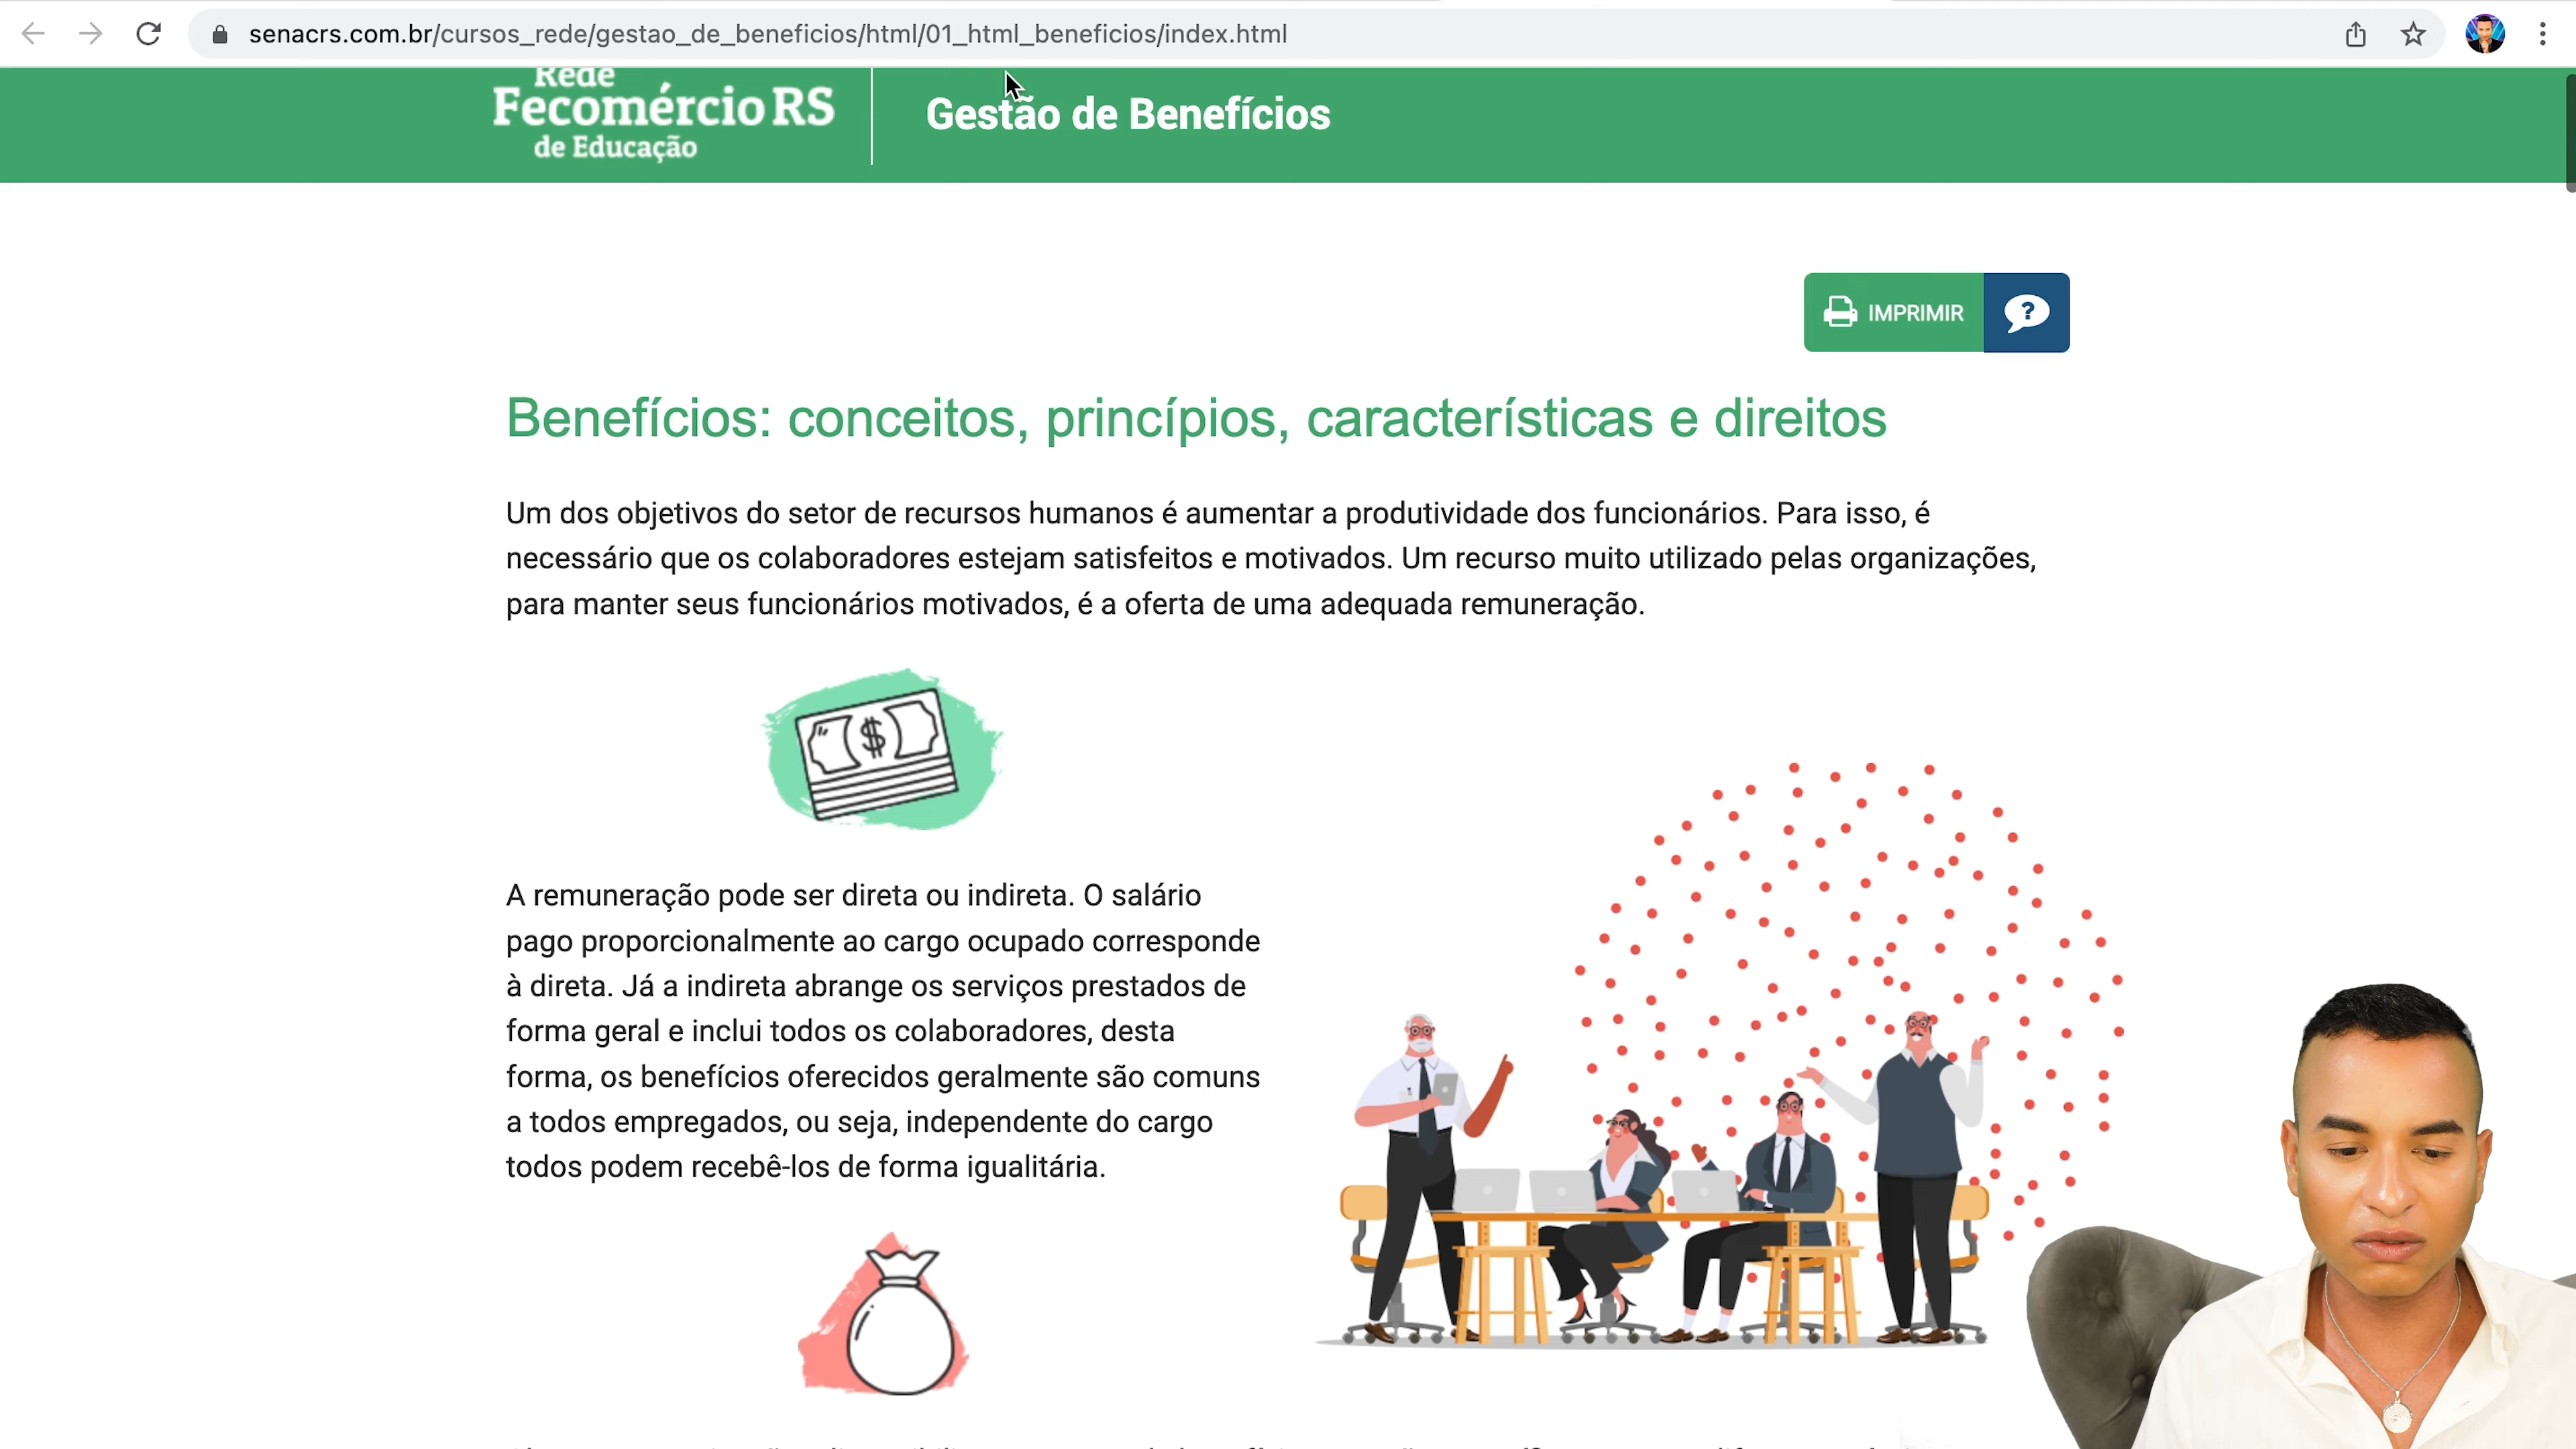 senacrs.com.br/cursos_rede/gestao_de_beneficios/html/01_html_beneficios/index.html
Rede
Fecomércio RS
de Educação
Gestão de Benefícios
IMPRIMIR
?
Benefícios: conceitos, princípios, características e direitos
Um dos objetivos do setor de recursos humanos é aumentar a produtividade dos funcionários. Para isso, é
necessário que os colaboradores estejam satisfeitos e motivados. Um recurso muito utilizado pelas organizações,
para manter seus funcionários motivados, é a oferta de uma adequada remuneração.
$
A remuneração pode ser direta ou indireta. O salário
pago proporcionalmente ao cargo ocupado corresponde
à direta. Já a indireta abrange os serviços prestados de
forma geral e inclui todos os colaboradores, desta
forma, os benefícios oferecidos geralmente são comuns
a todos empregados, ou seja, independente do cargo
todos podem recebê-los de forma igualitária.